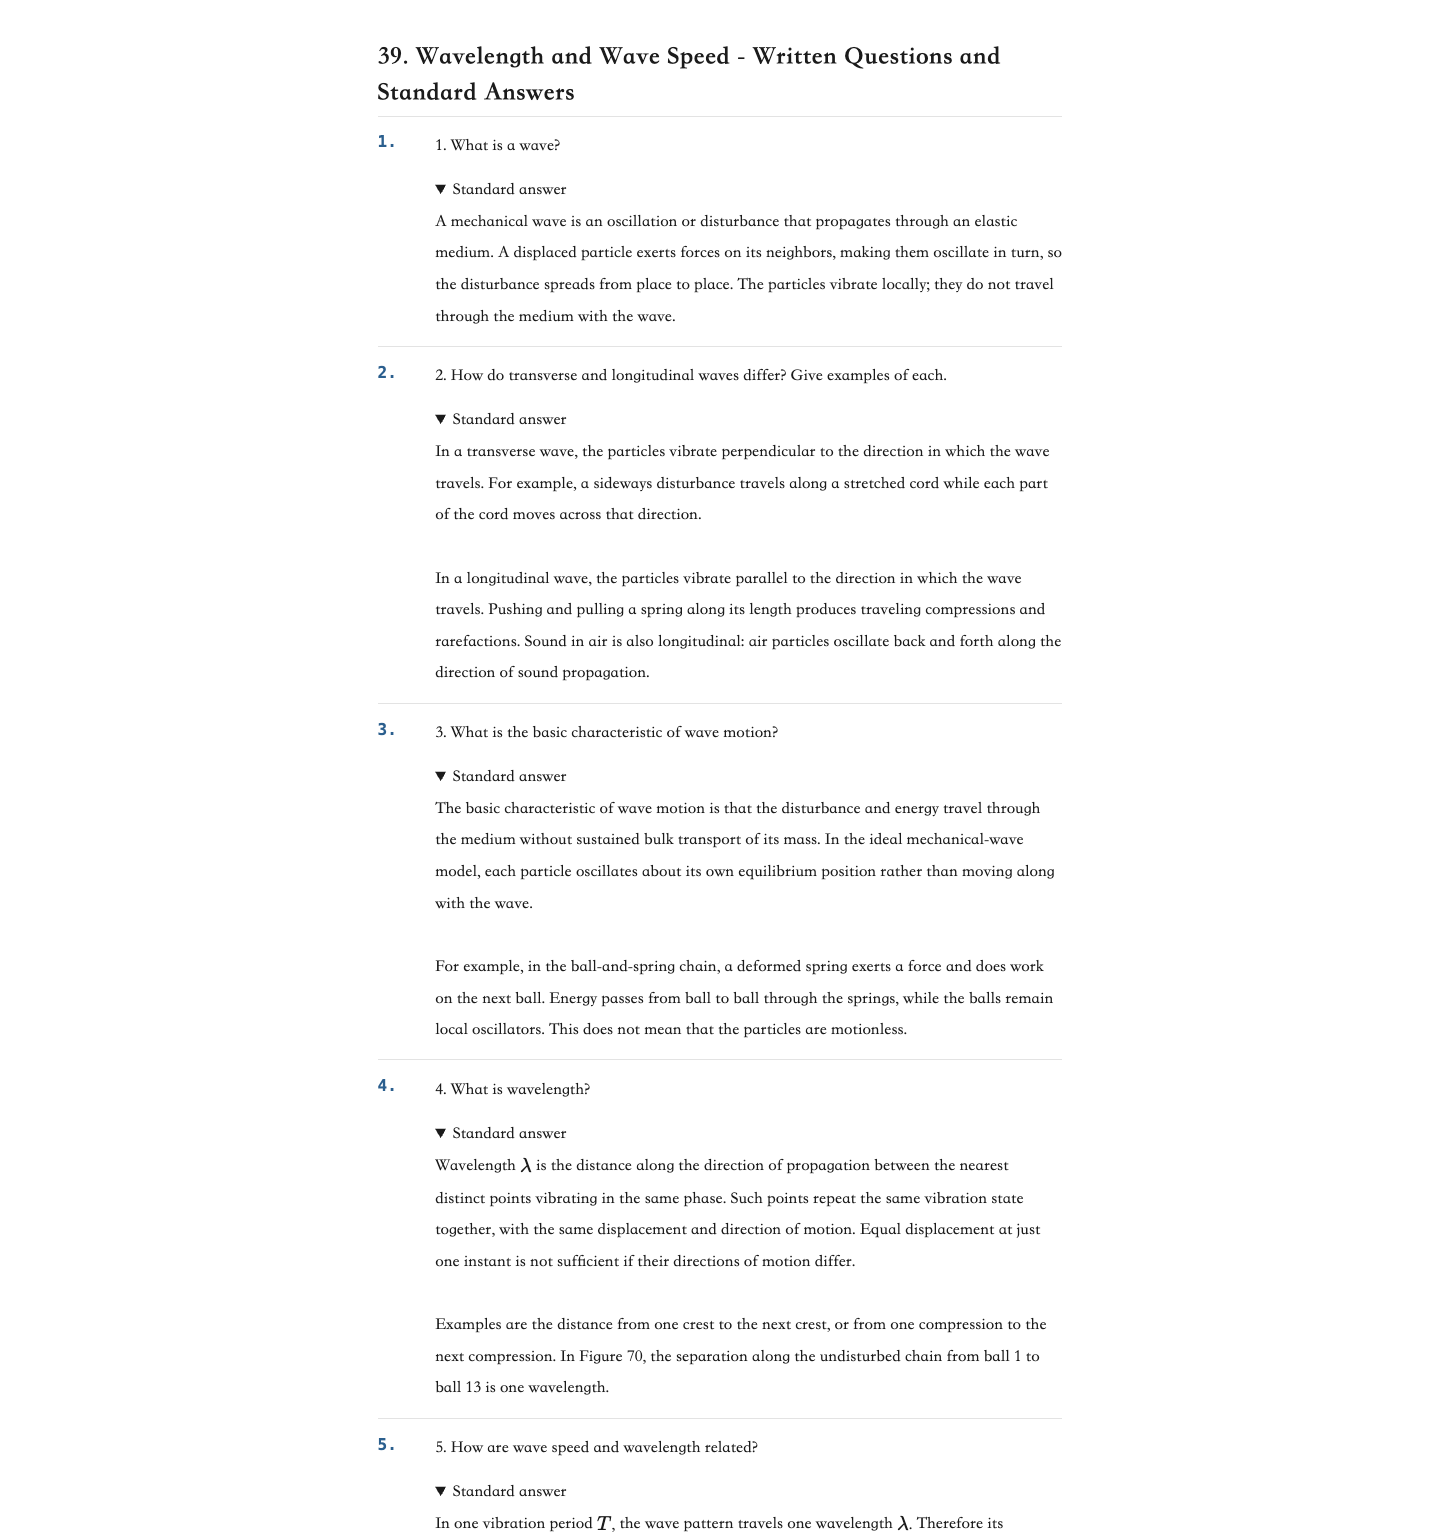 39. Wavelength and Wave Speed - Written Questions and
Standard Answers
1.
1. What is a wave?
▼ Standard answer
A mechanical wave is an oscillation or disturbance that propagates through an elastic
medium. A displaced particle exerts forces on its neighbors, making them oscillate in turn, so
the disturbance spreads from place to place. The particles vibrate locally; they do not travel
through the medium with the wave.
2.
2. How do transverse and longitudinal waves differ? Give examples of each.
▼ Standard answer
In a transverse wave, the particles vibrate perpendicular to the direction in which the wave
travels. For example, a sideways disturbance travels along a stretched cord while each part
of the cord moves across that direction.
In a longitudinal wave, the particles vibrate parallel to the direction in which the wave
travels. Pushing and pulling a spring along its length produces traveling compressions and
rarefactions. Sound in air is also longitudinal: air particles oscillate back and forth along the
direction of sound propagation.
3.
3. What is the basic characteristic of wave motion?
▼ Standard answer
The basic characteristic of wave motion is that the disturbance and energy travel through
the medium without sustained bulk transport of its mass. In the ideal mechanical-wave
model, each particle oscillates about its own equilibrium position rather than moving along
with the wave.
For example, in the ball-and-spring chain, a deformed spring exerts a force and does work
on the next ball. Energy passes from ball to ball through the springs, while the balls remain
local oscillators. This does not mean that the particles are motionless.
4.
4. What is wavelength?
▼ Standard answer
Wavelength λ is the distance along the direction of propagation between the nearest
distinct points vibrating in the same phase. Such points repeat the same vibration state
together, with the same displacement and direction of motion. Equal displacement at just
one instant is not sufficient if their directions of motion differ.
Examples are the distance from one crest to the next crest, or from one compression to the
next compression. In Figure 70, the separation along the undisturbed chain from ball 1 to
ball 13 is one wavelength.
5.
5. How are wave speed and wavelength related?
▼ Standard answer
In one vibration period T, the wave pattern travels one wavelength λ. Therefore its